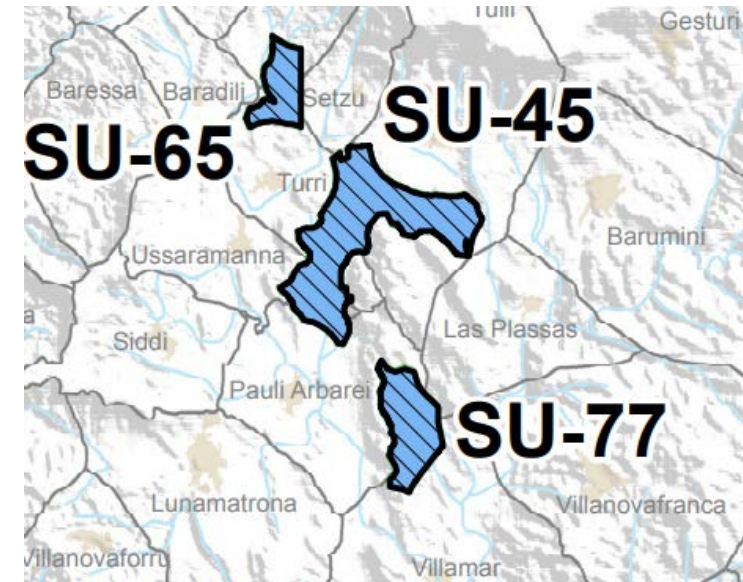 Gesturi
Baressa
Baradili
Setzu
SU-45
SU-65
Turri
Barumini
Ussaramanna
Las Plassas
Siddi
Pauli Arbarei
SU-77
Lunamatrona
Villanovafranca
Villanovaforru
Villamar